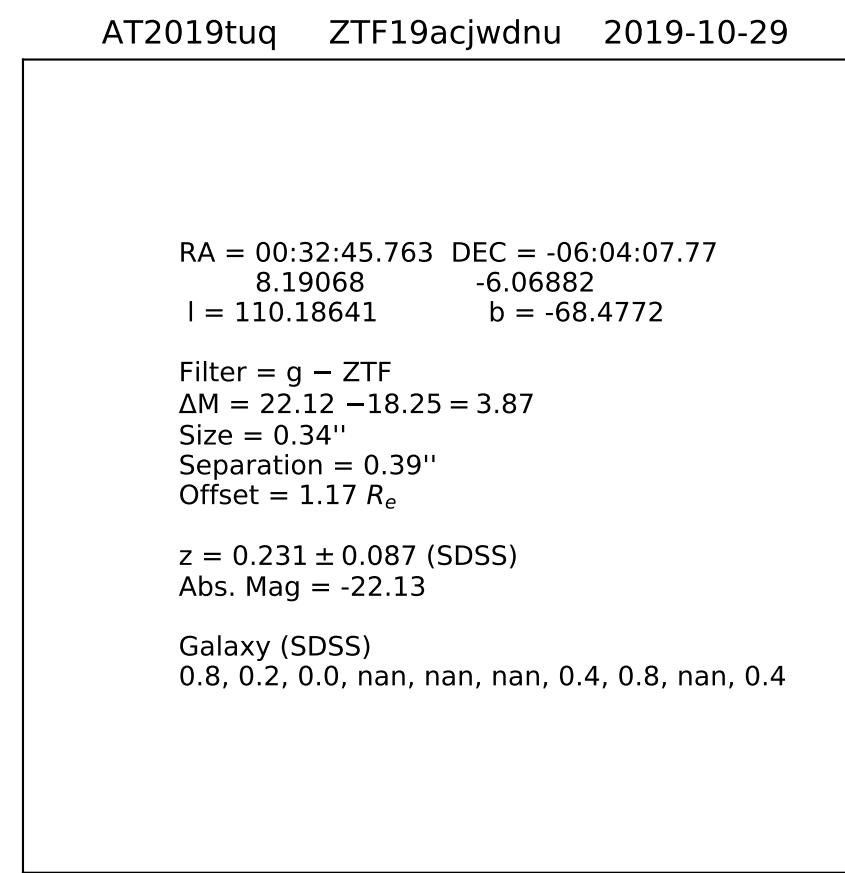 AT2019tuq ZTF19acjwdnu 2019-10-29
RA = 00:32:45.763 DEC = -06:04:07.77
8.19068 -6.06882
l = 110.18641 b = -68.4772
Filter = g − ZTF
ΔM = 22.12 −18.25 = 3.87
Size = 0.34''
Separation = 0.39''
Offset = 1.17 Rₑ
z = 0.231 ± 0.087 (SDSS)
Abs. Mag = -22.13
Galaxy (SDSS)
0.8, 0.2, 0.0, nan, nan, nan, 0.4, 0.8, nan, 0.4